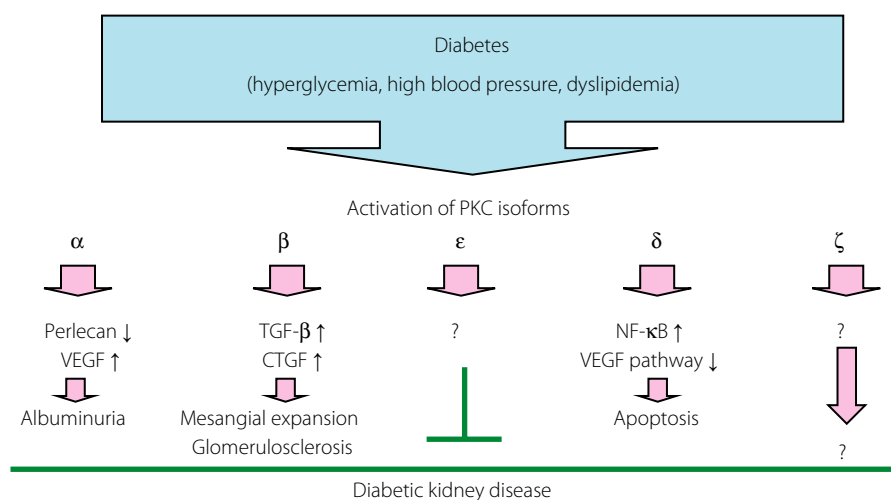 Diabetes
(hyperglycemia, high blood pressure, dyslipidemia)
Activation of PKC isoforms
α β ε δ ζ
Perlecan ↓ TGF-β ↑ ? NF-κB ↑ ?
VEGF ↑ CTGF ↑ VEGF pathway ↓
Albuminuria Mesangial expansion Apoptosis
Glomerulosclerosis ?
Diabetic kidney disease